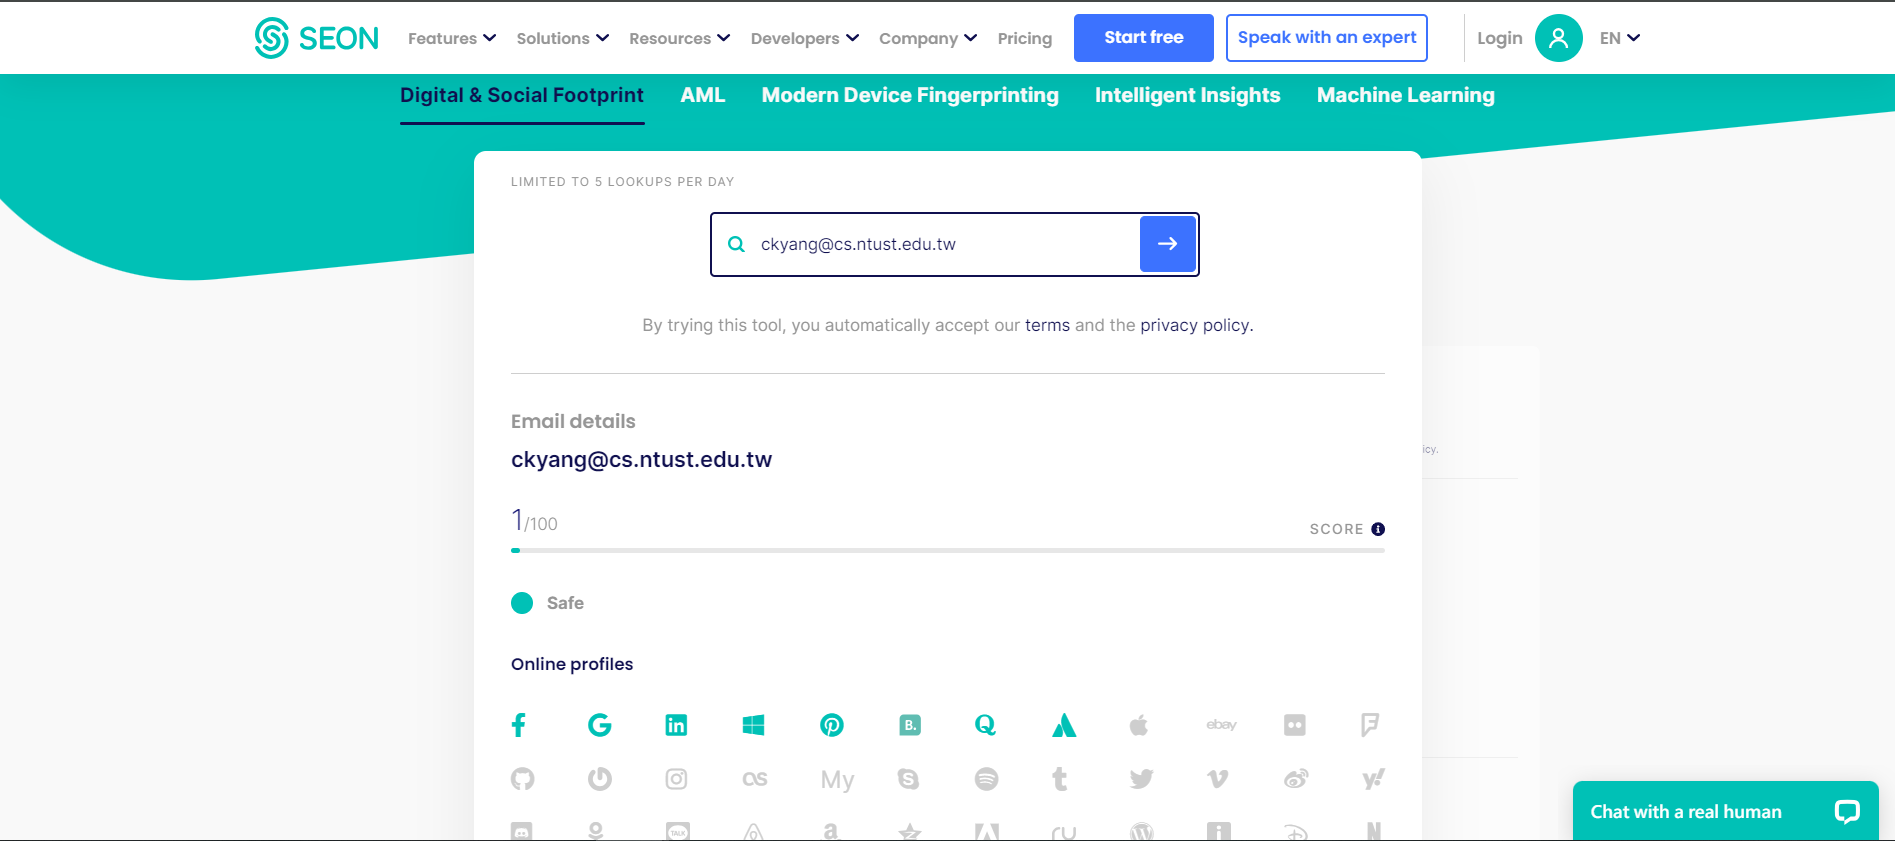 SEON Features Solutions Resources Developers Company Pricing Start free Speak with an expert Login EN
Digital & Social Footprint AML Modern Device Fingerprinting Intelligent Insights Machine Learning
LIMITED TO 5 LOOKUPS PER DAY
ckyang@cs.ntust.edu.tw
By trying this tool, you automatically accept our terms and the privacy policy.
Email details
icy.
ckyang@cs.ntust.edu.tw
1/100
SCORE
Safe
Online profiles
B. ebay
My
TALK
Chat with a real human